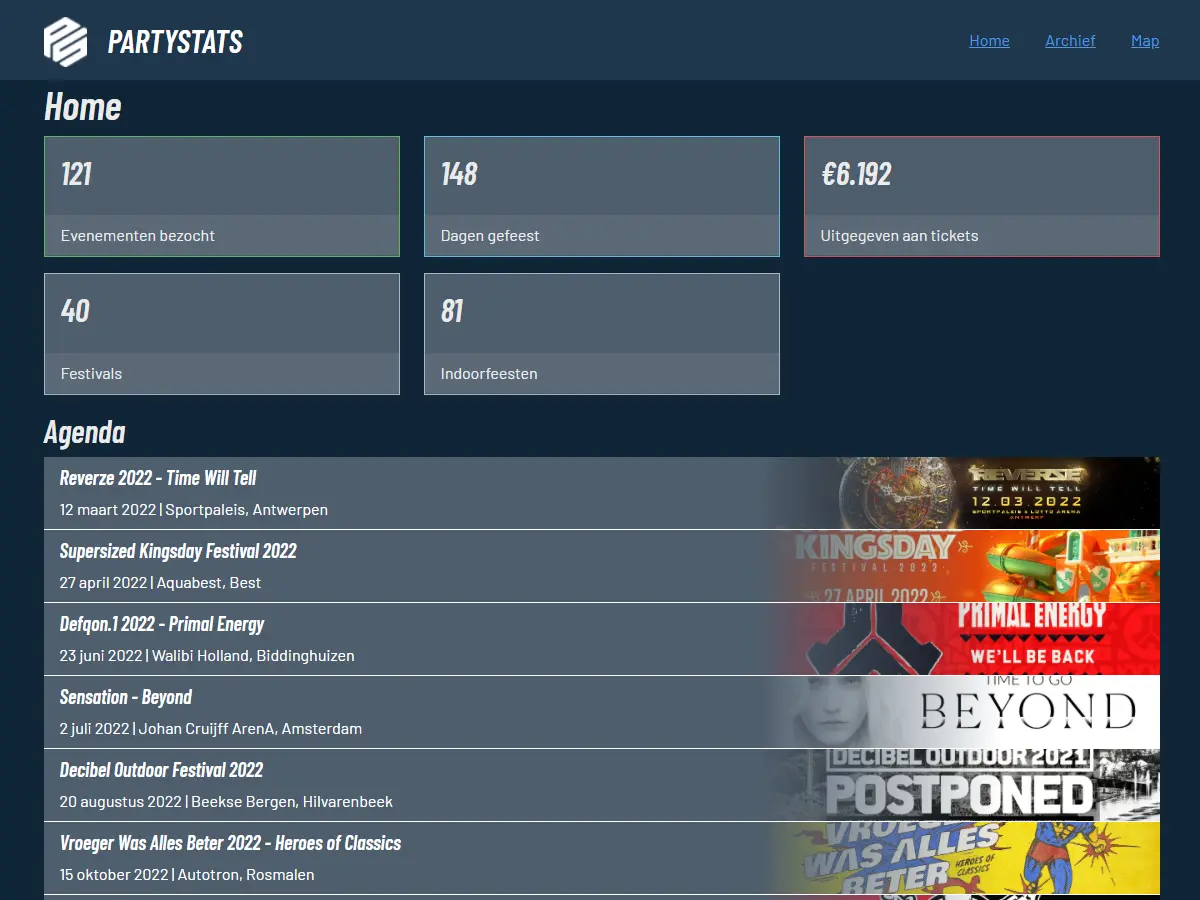 PARTYSTATS
Home
Archief
Map
Home
121
Evenementen bezocht
148
Dagen gefeest
€6.192
Uitgegeven aan tickets
40
Festivals
81
Indoorfeesten
Agenda
Reverze 2022 - Time Will Tell
12 maart 2022 | Sportpaleis, Antwerpen
REVERSE
TIME WILL TELL
12.03.2022
SPORTPALEIS & LOTTO ARENA
ANTWERP
Supersized Kingsday Festival 2022
27 april 2022 | Aquabest, Best
KINGSDAY
FESTIVAL 2022
27 APRIL 2022
Defqon.1 2022 - Primal Energy
23 juni 2022 | Walibi Holland, Biddinghuizen
PRIMAL ENERGY
WE'LL BE BACK
Sensation - Beyond
2 juli 2022 | Johan Cruijff ArenA, Amsterdam
TIME TO GO
BEYOND
Decibel Outdoor Festival 2022
20 augustus 2022 | Beekse Bergen, Hilvarenbeek
DECIBEL OUTDOOR 2021
POSTPONED
Vroeger Was Alles Beter 2022 - Heroes of Classics
15 oktober 2022 | Autotron, Rosmalen
WAS ALLES
BETER
HEROES OF
CLASSICS